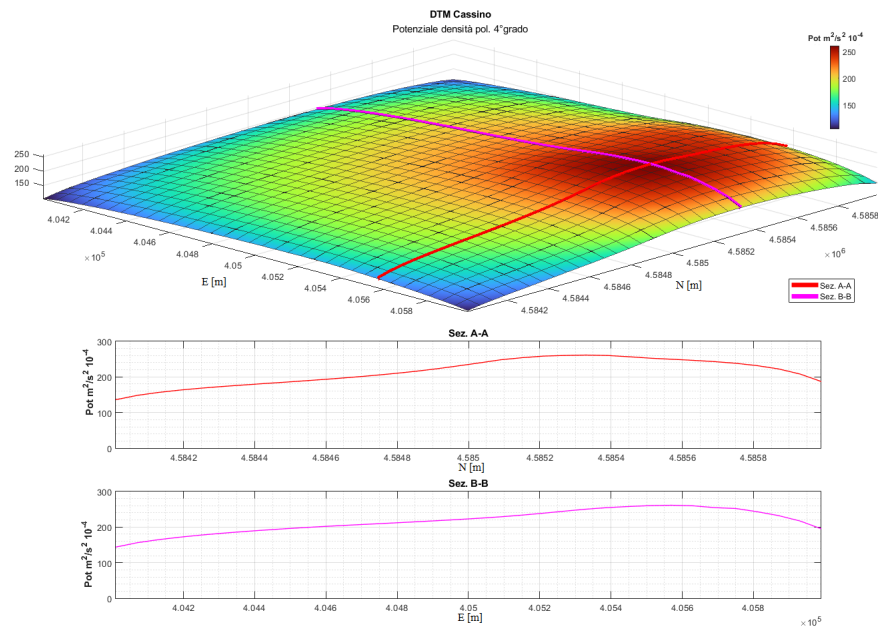 DTM Cassino
Potenziale densità pol. 4°grado
Pot m²/s² 10⁻⁴
250
200
150
250
200
150
4.042
4.044
4.046
4.048
4.05
4.052
4.054
4.056
4.058
×10⁵
E [m]
4.5842
4.5844
4.5846
4.5848
4.585
4.5852
4.5854
4.5856
4.5858
×10⁶
N [m]
Sez. A-A
Sez. B-B
Sez. A-A
Pot m²/s² 10⁻⁴
300
200
100
0
4.5842 4.5844 4.5846 4.5848 4.585 4.5852 4.5854 4.5856 4.5858
N [m]
Sez. B-B
Pot m²/s² 10⁻⁴
300
200
100
0
4.042 4.044 4.046 4.048 4.05 4.052 4.054 4.056 4.058
E [m]
×10⁵